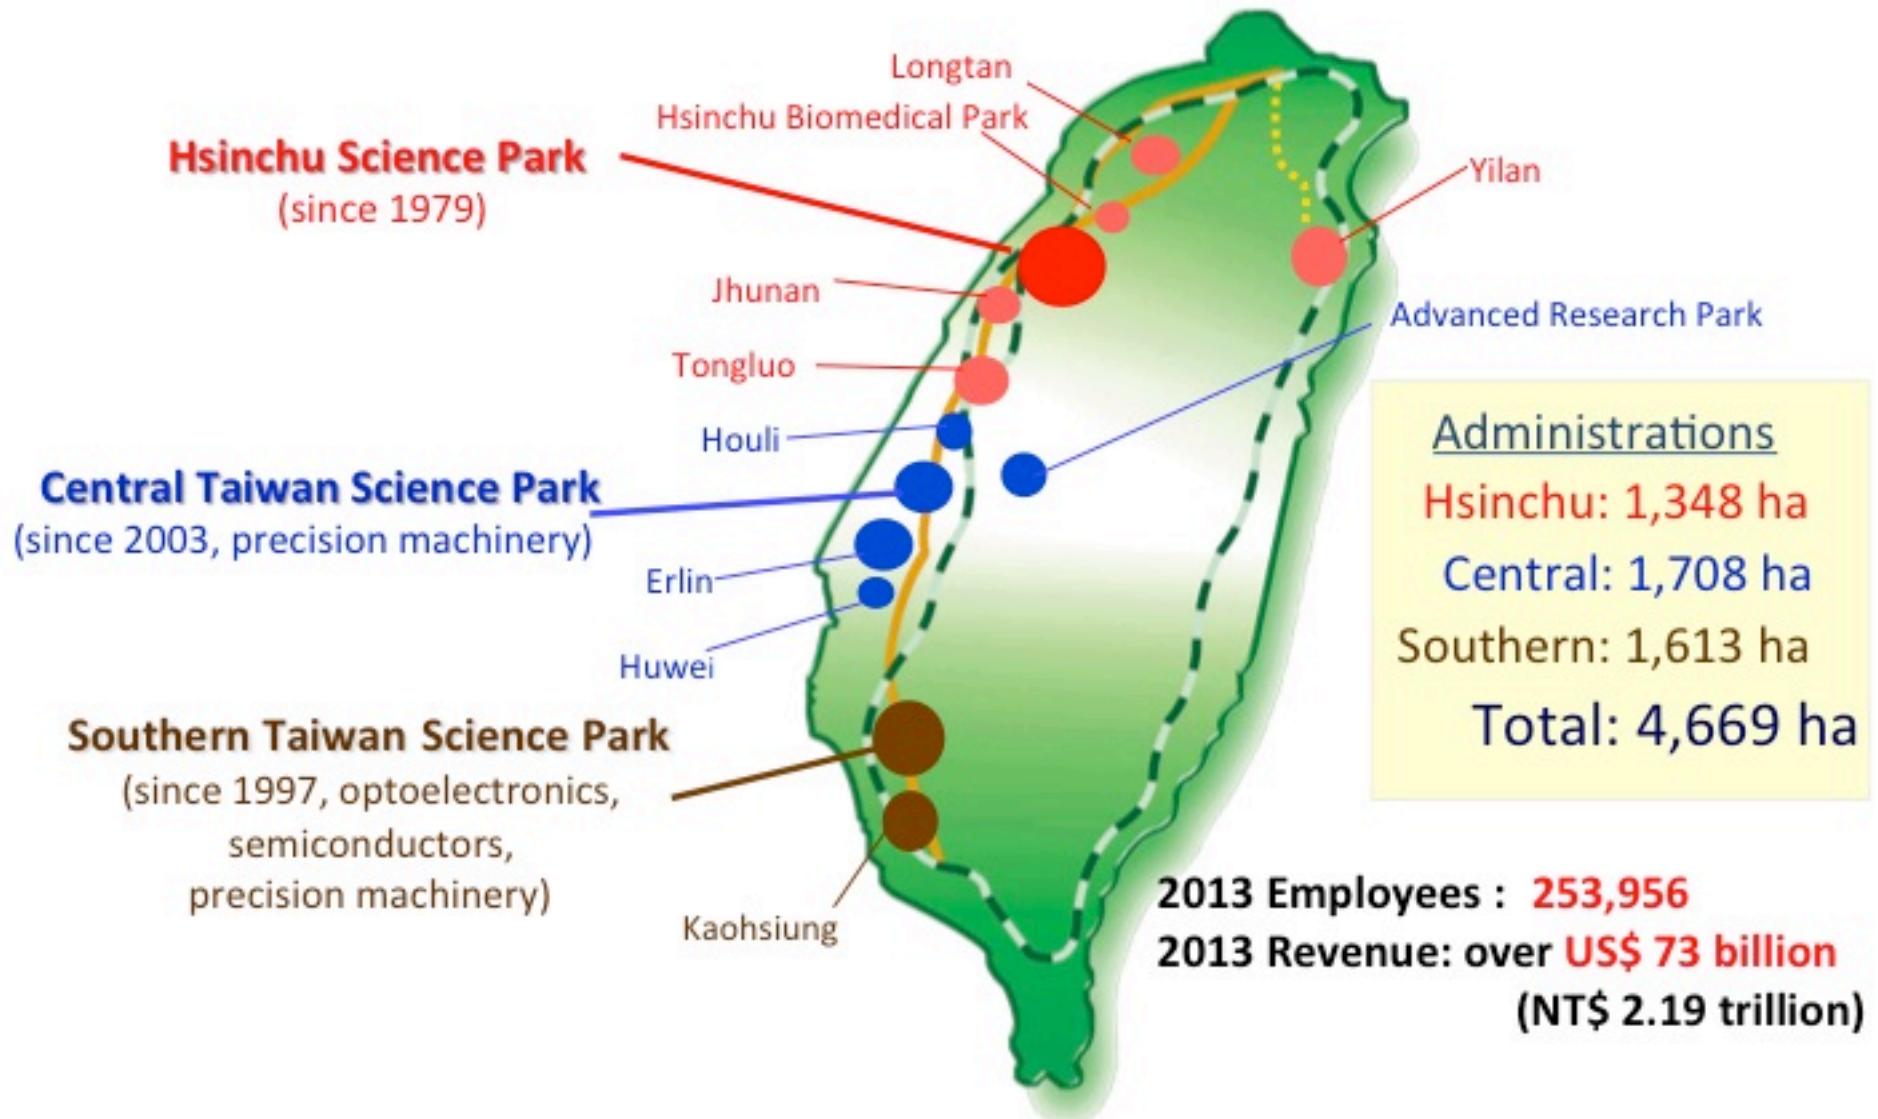 Longtan
Hsinchu Biomedical Park
Hsinchu Science Park
(since 1979)
Yilan
Jhunan
Advanced Research Park
Tongluo
Houli
Central Taiwan Science Park
(since 2003, precision machinery)
Erlin
Huwei
Southern Taiwan Science Park
(since 1997, optoelectronics,
semiconductors,
precision machinery)
Kaohsiung
Administrations
Hsinchu: 1,348 ha
Central: 1,708 ha
Southern: 1,613 ha
Total: 4,669 ha
2013 Employees : 253,956
2013 Revenue: over US$ 73 billion
(NT$ 2.19 trillion)